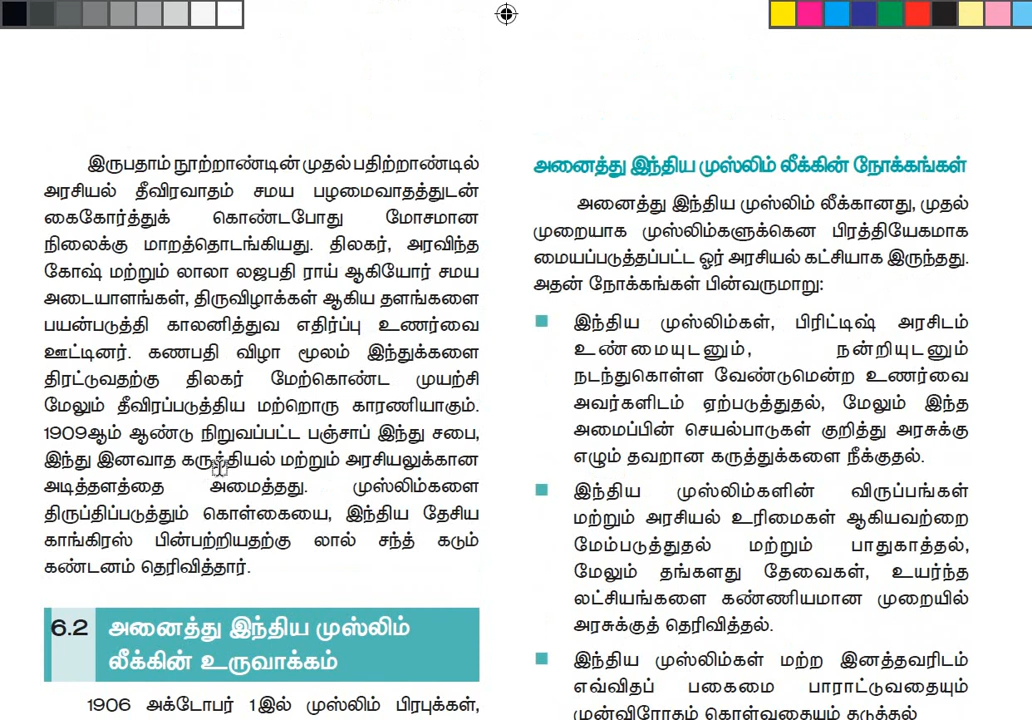 இருபதாம் நூற்றாண்டின் முதல் பதிற்றாண்டில்
அரசியல் தீவிரவாதம் சமய பழமைவாதத்துடன்
கைகோர்த்துக் கொண்டபோது மோசமான
நிலைக்கு மாறத்தொடங்கியது. திலகர், அரவிந்த
கோஷ் மற்றும் லாலா லஜபதி ராய் ஆகியோர் சமய
அடையாளங்கள், திருவிழாக்கள் ஆகிய தளங்களை
பயன்படுத்தி காலனித்துவ எதிர்ப்பு உணர்வை
ஊட்டினர். கணபதி விழா மூலம் இந்துக்களை
திரட்டுவதற்கு திலகர் மேற்கொண்ட முயற்சி
மேலும் தீவிரப்படுத்திய மற்றொரு காரணியாகும்.
1909ஆம் ஆண்டு நிறுவப்பட்ட பஞ்சாப் இந்து சபை,
இந்து இனவாத கருத்தியல் மற்றும் அரசியலுக்கான
அடித்தளத்தை அமைத்தது. முஸ்லிம்களை
திருப்திப்படுத்தும் கொள்கையை, இந்திய தேசிய
காங்கிரஸ் பின்பற்றியதற்கு லால் சந்த் கடும்
கண்டனம் தெரிவித்தார்.
6.2 அனைத்து இந்திய முஸ்லிம்
லீக்கின் உருவாக்கம்
1906 அக்டோபர் 1இல் முஸ்லிம் பிரபுக்கள்,
அனைத்து இந்திய முஸ்லிம் லீக்கின் நோக்கங்கள்
அனைத்து இந்திய முஸ்லிம் லீக்கானது, முதல்
முறையாக முஸ்லிம்களுக்கென பிரத்தியேகமாக
மையப்படுத்தப்பட்ட ஓர் அரசியல் கட்சியாக இருந்தது.
அதன் நோக்கங்கள் பின்வருமாறு:
■ இந்திய முஸ்லிம்கள், பிரிட்டிஷ் அரசிடம்
உண்மையுடனும், நன்றியுடனும்
நடந்துகொள்ள வேண்டுமென்ற உணர்வை
அவர்களிடம் ஏற்படுத்துதல், மேலும் இந்த
அமைப்பின் செயல்பாடுகள் குறித்து அரசுக்கு
எழும் தவறான கருத்துக்களை நீக்குதல்.
■ இந்திய முஸ்லிம்களின் விருப்பங்கள்
மற்றும் அரசியல் உரிமைகள் ஆகியவற்றை
மேம்படுத்துதல் மற்றும் பாதுகாத்தல்,
மேலும் தங்களது தேவைகள், உயர்ந்த
லட்சியங்களை கண்ணியமான முறையில்
அரசுக்குத் தெரிவித்தல்.
■ இந்திய முஸ்லிம்கள் மற்ற இனத்தவரிடம்
எவ்விதப் பகைமை பாராட்டுவதையும்
முன்விரோதம் கொள்வதையும் தடுத்தல்